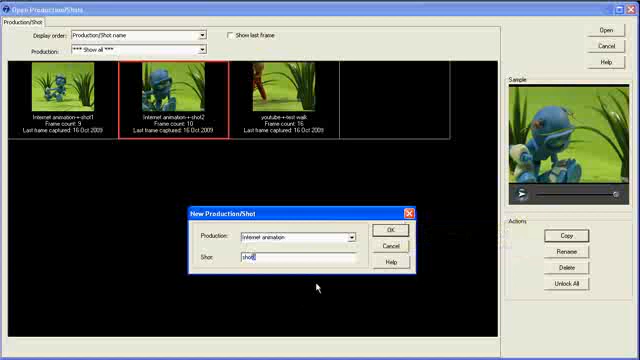 Open Production/Shots
Production/Shot
Display order: Production/Shot name
Show last frame
Production: *** Show all ***
Open
Cancel
Help
Internet animation-+-shot1
Frame count: 9
Last frame captured: 16 Oct 2009
Internet animation-+-shot2
Frame count: 10
Last frame captured: 16 Oct 2009
youtube-+-test walk
Frame count: 16
Last frame captured: 16 Oct 2009
Sample
New Production/Shot
Production: Internet animation
Shot:
OK
Cancel
Help
Actions
Copy
Rename
Delete
Unlock All